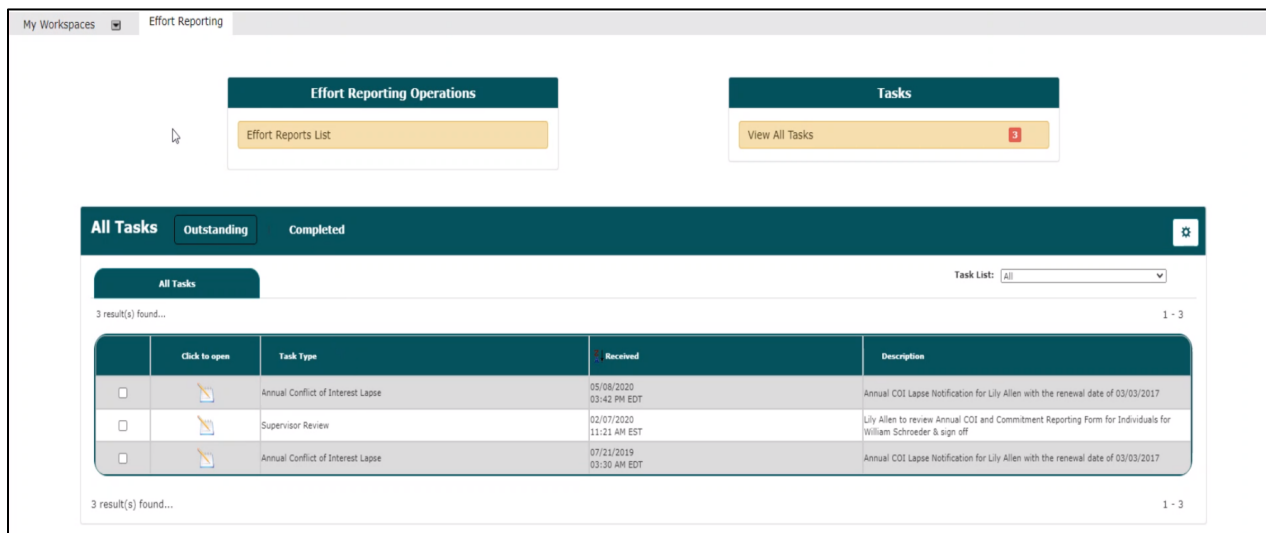 My Workspaces
Effort Reporting
Effort Reporting Operations
Effort Reports List
Tasks
View All Tasks 3
All Tasks Outstanding Completed
All Tasks
Task List: All
3 result(s) found...
1 - 3
Click to open Task Type Received Description
Annual Conflict of Interest Lapse
05/08/2020
03:42 PM EDT
Annual COI Lapse Notification for Lily Allen with the renewal date of 03/03/2017
Supervisor Review
02/07/2020
11:21 AM EST
Lily Allen to review Annual COI and Commitment Reporting Form for Individuals for
William Schroeder & sign off
Annual Conflict of Interest Lapse
07/21/2019
03:30 AM EDT
Annual COI Lapse Notification for Lily Allen with the renewal date of 03/03/2017
3 result(s) found...
1 - 3